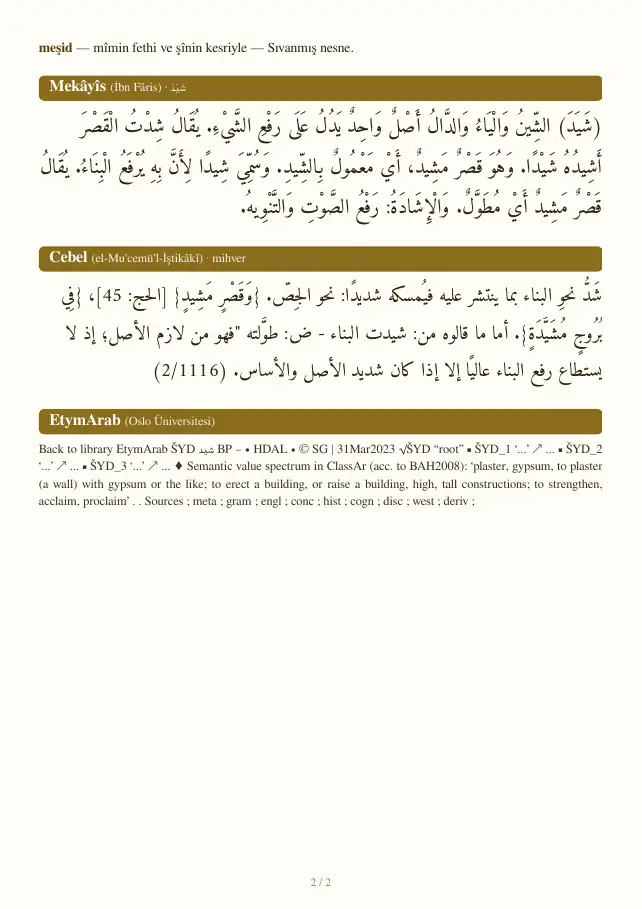 meşid — mîmin fethi ve şînin kesriyle — Sıvanmış nesne.
Mekâyîs (İbn Fâris) · شَيَدَ
(شَيَدَ) الشِّينُ وَالْيَاءُ وَالدَّالُ أَصْلٌ وَاحِدٌ يَدُلُّ عَلَى رَفْعِ الشَّيْءِ. يُقَالُ شِدْتُ الْقَصْرَ
أَشِيدُهُ شَيْدًا. وَهُوَ قَصْرٌ مَشِيدٌ، أَيْ مَعْمُولٌ بِالشِّيدِ. وَسُمِّيَ شِيدًا لِأَنَّ بِهِ يُرْفَعُ الْبِنَاءُ. يُقَالُ
قَصْرٌ مَشِيدٌ أَيْ مُطَوَّلٌ. وَالْإِشَادَةُ: رَفْعُ الصَّوْتِ وَالتَّنْوِيهُ.
Cebel (el-Mu'cemü'l-İştikâkî) · mihver
شَدُّ نحوِ البناء بما ينتشر عليه فيُمسكه شديدًا: نحو الجصّ. {وَقَصْرٍ مَشِيدٍ} [الحج: 45]، {فِي
بُرُوجٍ مُشَيَّدَةٍ}. أما ما قالوه من: شيدت البناء - ض: طوَّلته "فهو من لازم الأصل؛ إذ لا
يستطاع رفع البناء عاليًا إلا إذا كان شديد الأصل والأساس. (2/1116)
EtymArab (Oslo Üniversitesi)
Back to library EtymArab ŠYD شيد BP – • HDAL • © SG | 31Mar2023 √ŠYD “root” ▪ ŠYD_1 ‘...’ ↗ ... ▪ ŠYD_2
‘...’ ↗ ... ▪ ŠYD_3 ‘...’ ↗ ... ♦ Semantic value spectrum in ClassAr (acc. to BAH2008): ‘plaster, gypsum, to plaster
(a wall) with gypsum or the like; to erect a building, or raise a building, high, tall constructions; to strengthen,
acclaim, proclaim’ . . Sources ; meta ; gram ; engl ; conc ; hist ; cogn ; disc ; west ; deriv ;
2 / 2